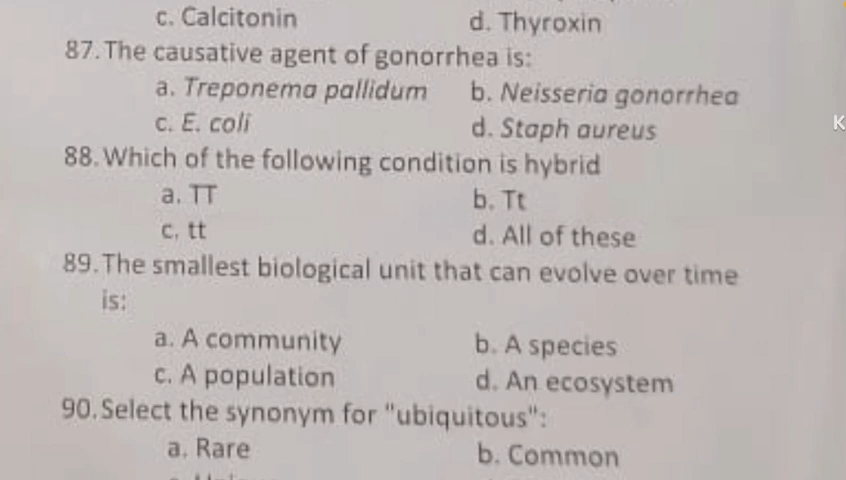 c. Calcitonin d. Thyroxin
87. The causative agent of gonorrhea is:
a. Treponema pallidum b. Neisseria gonorrhea
c. E. coli d. Staph aureus
88. Which of the following condition is hybrid
a. TT b. Tt
c. tt d. All of these
89. The smallest biological unit that can evolve over time
is:
a. A community b. A species
c. A population d. An ecosystem
90. Select the synonym for "ubiquitous":
a. Rare b. Common
K